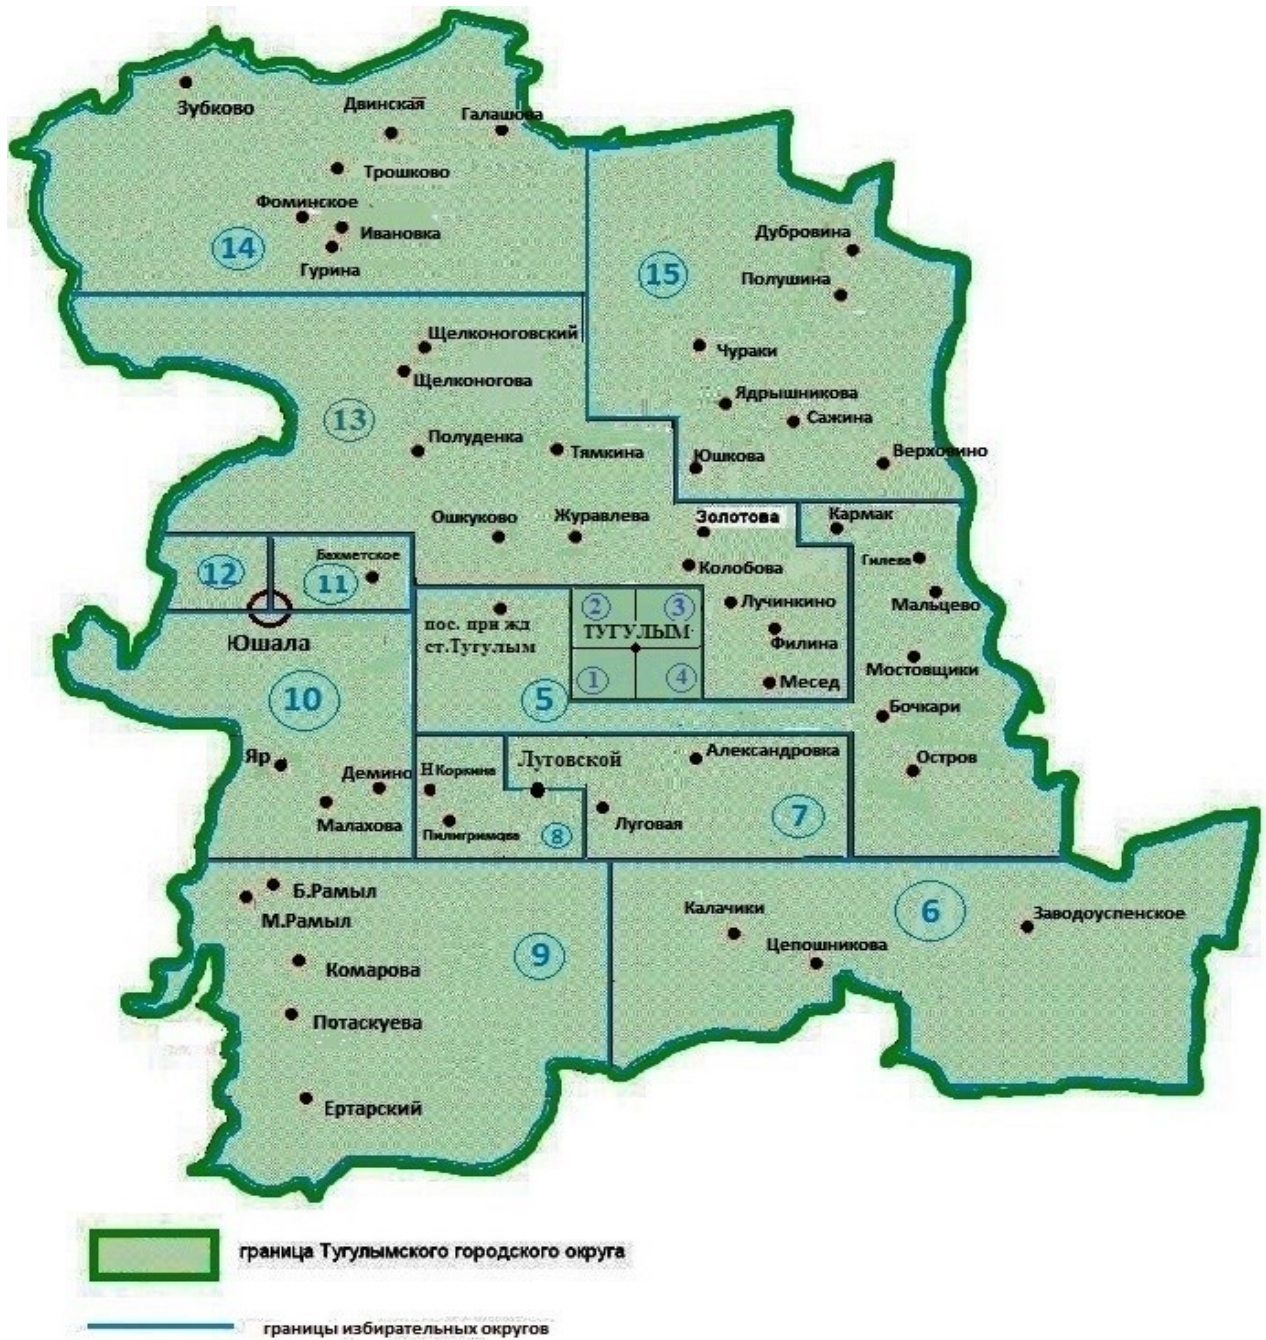 Зубково
Двинская
Галашова
Трошково
Фоминское
Ивановка
14
Гурина
Дубровина
15
Полушина
Щелконоговский
Чураки
Щелконогова
Ядрышникова
13
Сажина
Полуденка
Тямкина
Юшкова
Верховино
Ошкуково
Журавлева
Золотова
Кармак
Бахметское
Гилева
12
11
Колобова
2
3
Лучинкино
Мальцево
пос. при жд
ст.Тугулым
ТУГУЛЫМ
Юшала
Филина
Мостовщики
1
4
Месед
10
5
Бочкари
Яр
Демино
Н Коркина
Луговской
Александровка
Остров
Малахова
Пилигримова
8
Луговая
7
Б.Рамыл
М.Рамыл
Калачики
6
Заводоуспенское
Цепошникова
9
Комарова
Потаскуева
Ертарский
граница Тугулымского городского округа
границы избирательных округов